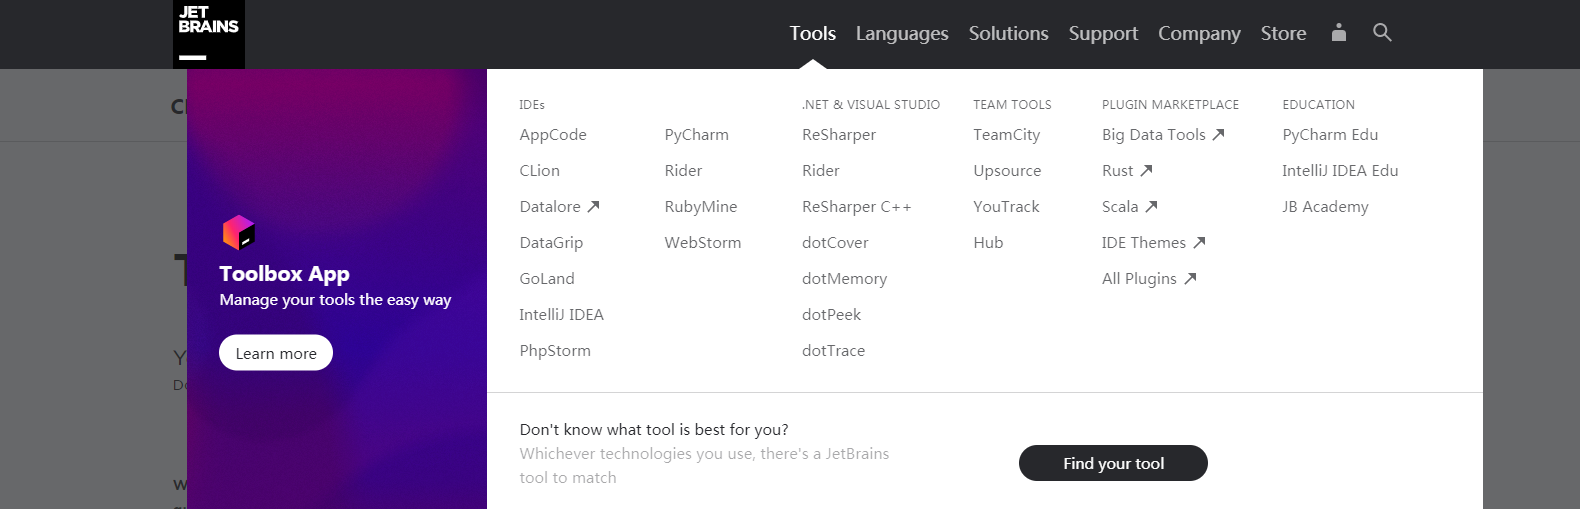 JET
BRAINS
Tools Languages Solutions Support Company Store
Toolbox App
Manage your tools the easy way
Learn more
IDEs
AppCode
CLion
Datalore
DataGrip
GoLand
IntelliJ IDEA
PhpStorm
PyCharm
Rider
RubyMine
WebStorm
.NET & VISUAL STUDIO
ReSharper
Rider
ReSharper C++
dotCover
dotMemory
dotPeek
dotTrace
TEAM TOOLS
TeamCity
Upsource
YouTrack
Hub
PLUGIN MARKETPLACE
Big Data Tools
Rust
Scala
IDE Themes
All Plugins
EDUCATION
PyCharm Edu
IntelliJ IDEA Edu
JB Academy
Don't know what tool is best for you?
Whichever technologies you use, there's a JetBrains
tool to match
Find your tool